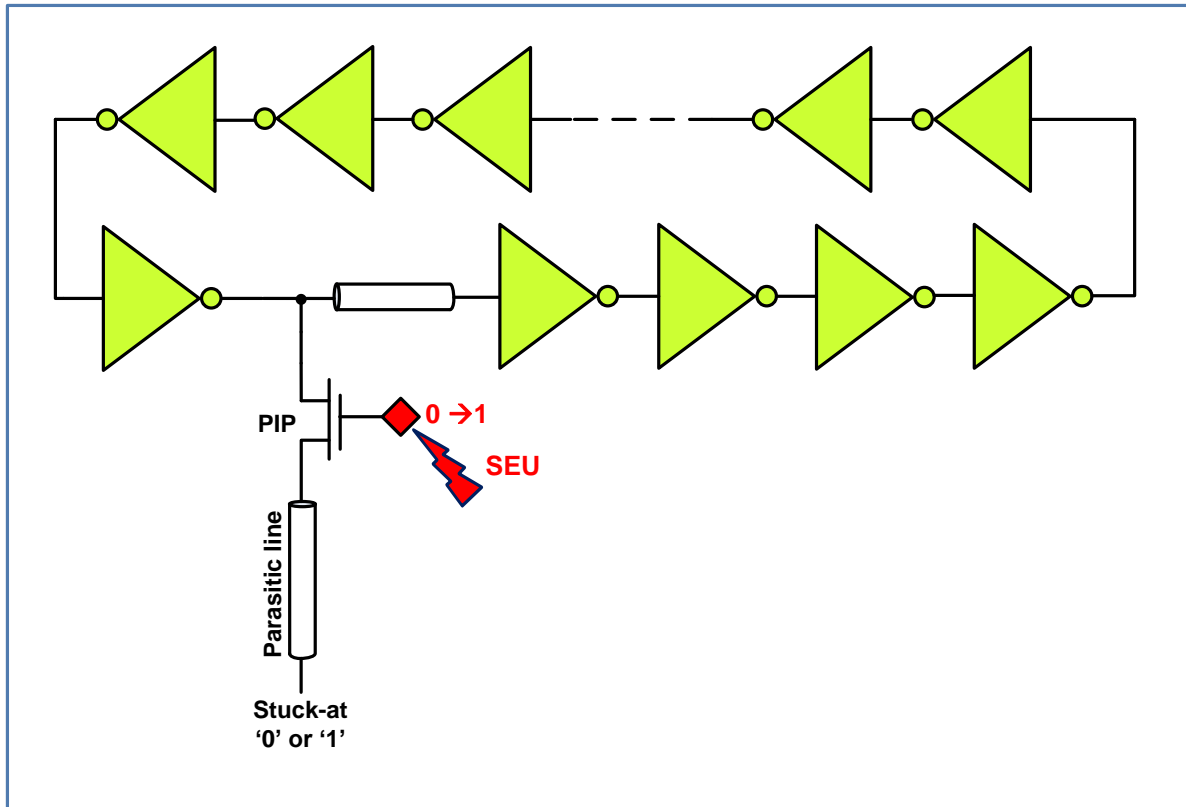 PIP
0 →1
SEU
Parasitic line
Stuck-at
‘0’ or ‘1’